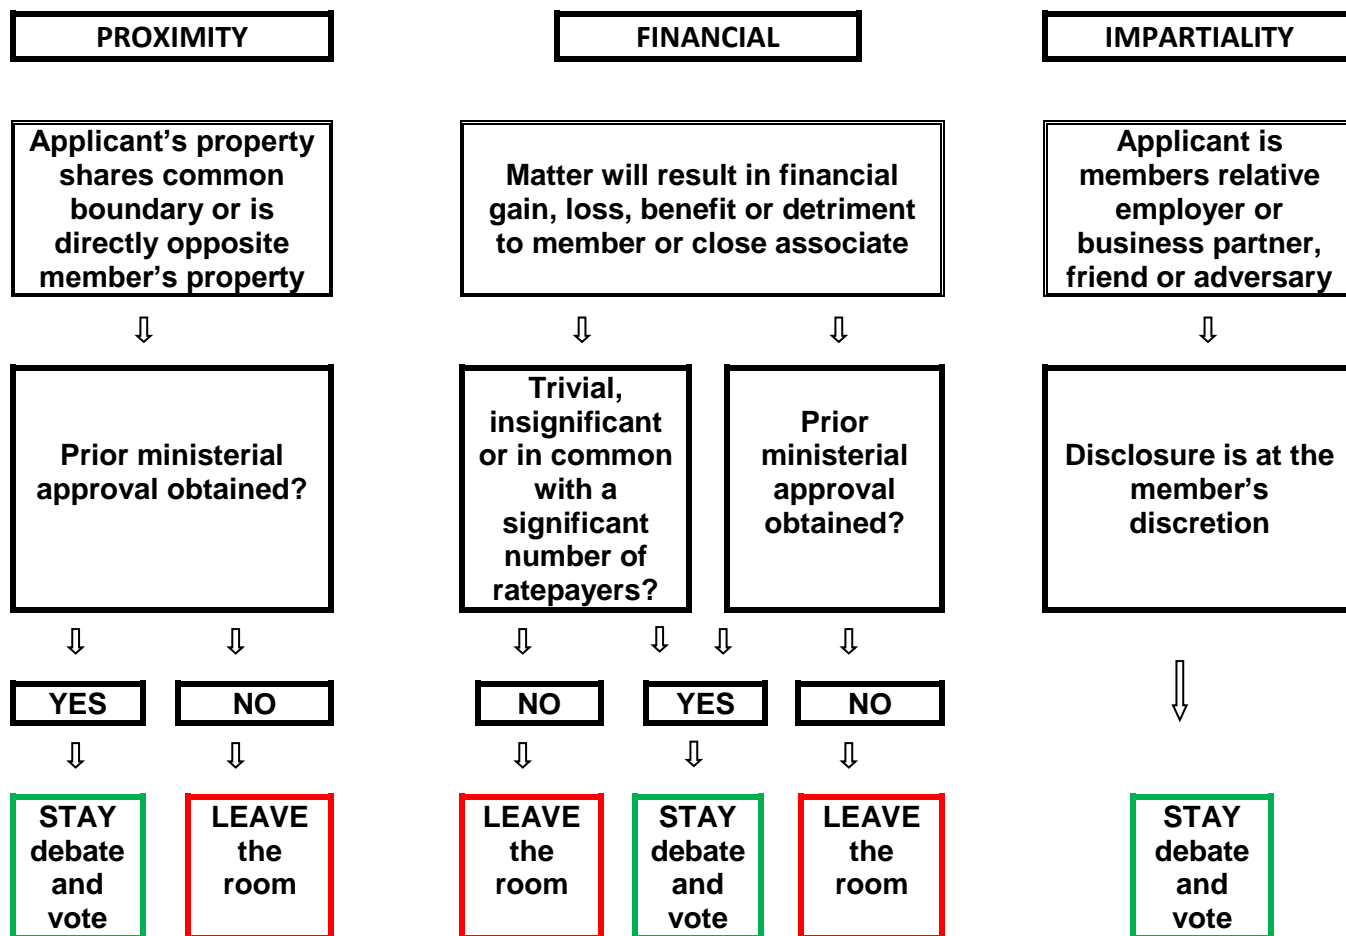 PROXIMITY
FINANCIAL
IMPARTIALITY
Applicant’s property
shares common
boundary or is
directly opposite
member’s property
Matter will result in financial
gain, loss, benefit or detriment
to member or close associate
Applicant is
members relative
employer or
business partner,
friend or adversary
Prior ministerial
approval obtained?
Trivial,
insignificant
or in common
with a
significant
number of
ratepayers?
Prior
ministerial
approval
obtained?
Disclosure is at the
member’s
discretion
YES
NO
NO
YES
NO
STAY
debate
and
vote
LEAVE
the
room
LEAVE
the
room
STAY
debate
and
vote
LEAVE
the
room
STAY
debate
and
vote